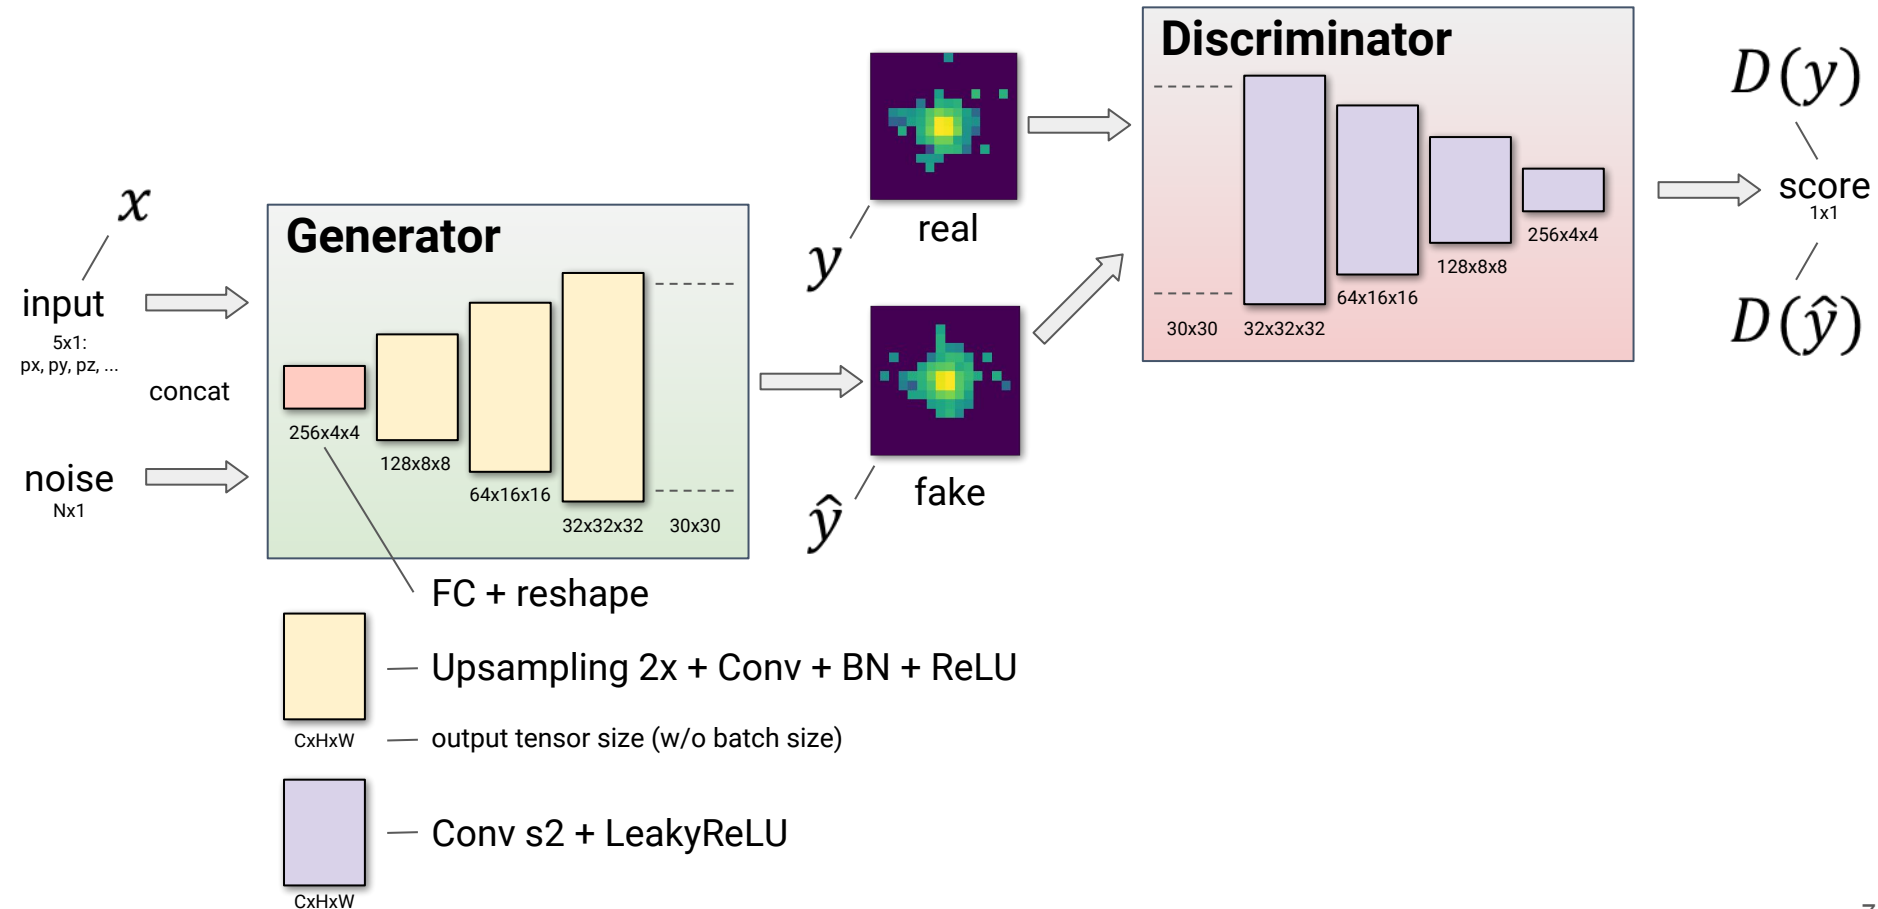 x
input
5x1:
px, py, pz, ...
concat
noise
Nx1
Generator
256x4x4
128x8x8
64x16x16
32x32x32
30x30
FC + reshape
Upsampling 2x + Conv + BN + ReLU
CxHxW
output tensor size (w/o batch size)
Conv s2 + LeakyReLU
CxHxW
y
real
ŷ
fake
Discriminator
30x30
32x32x32
64x16x16
128x8x8
256x4x4
D(y)
score
1x1
D(ŷ)